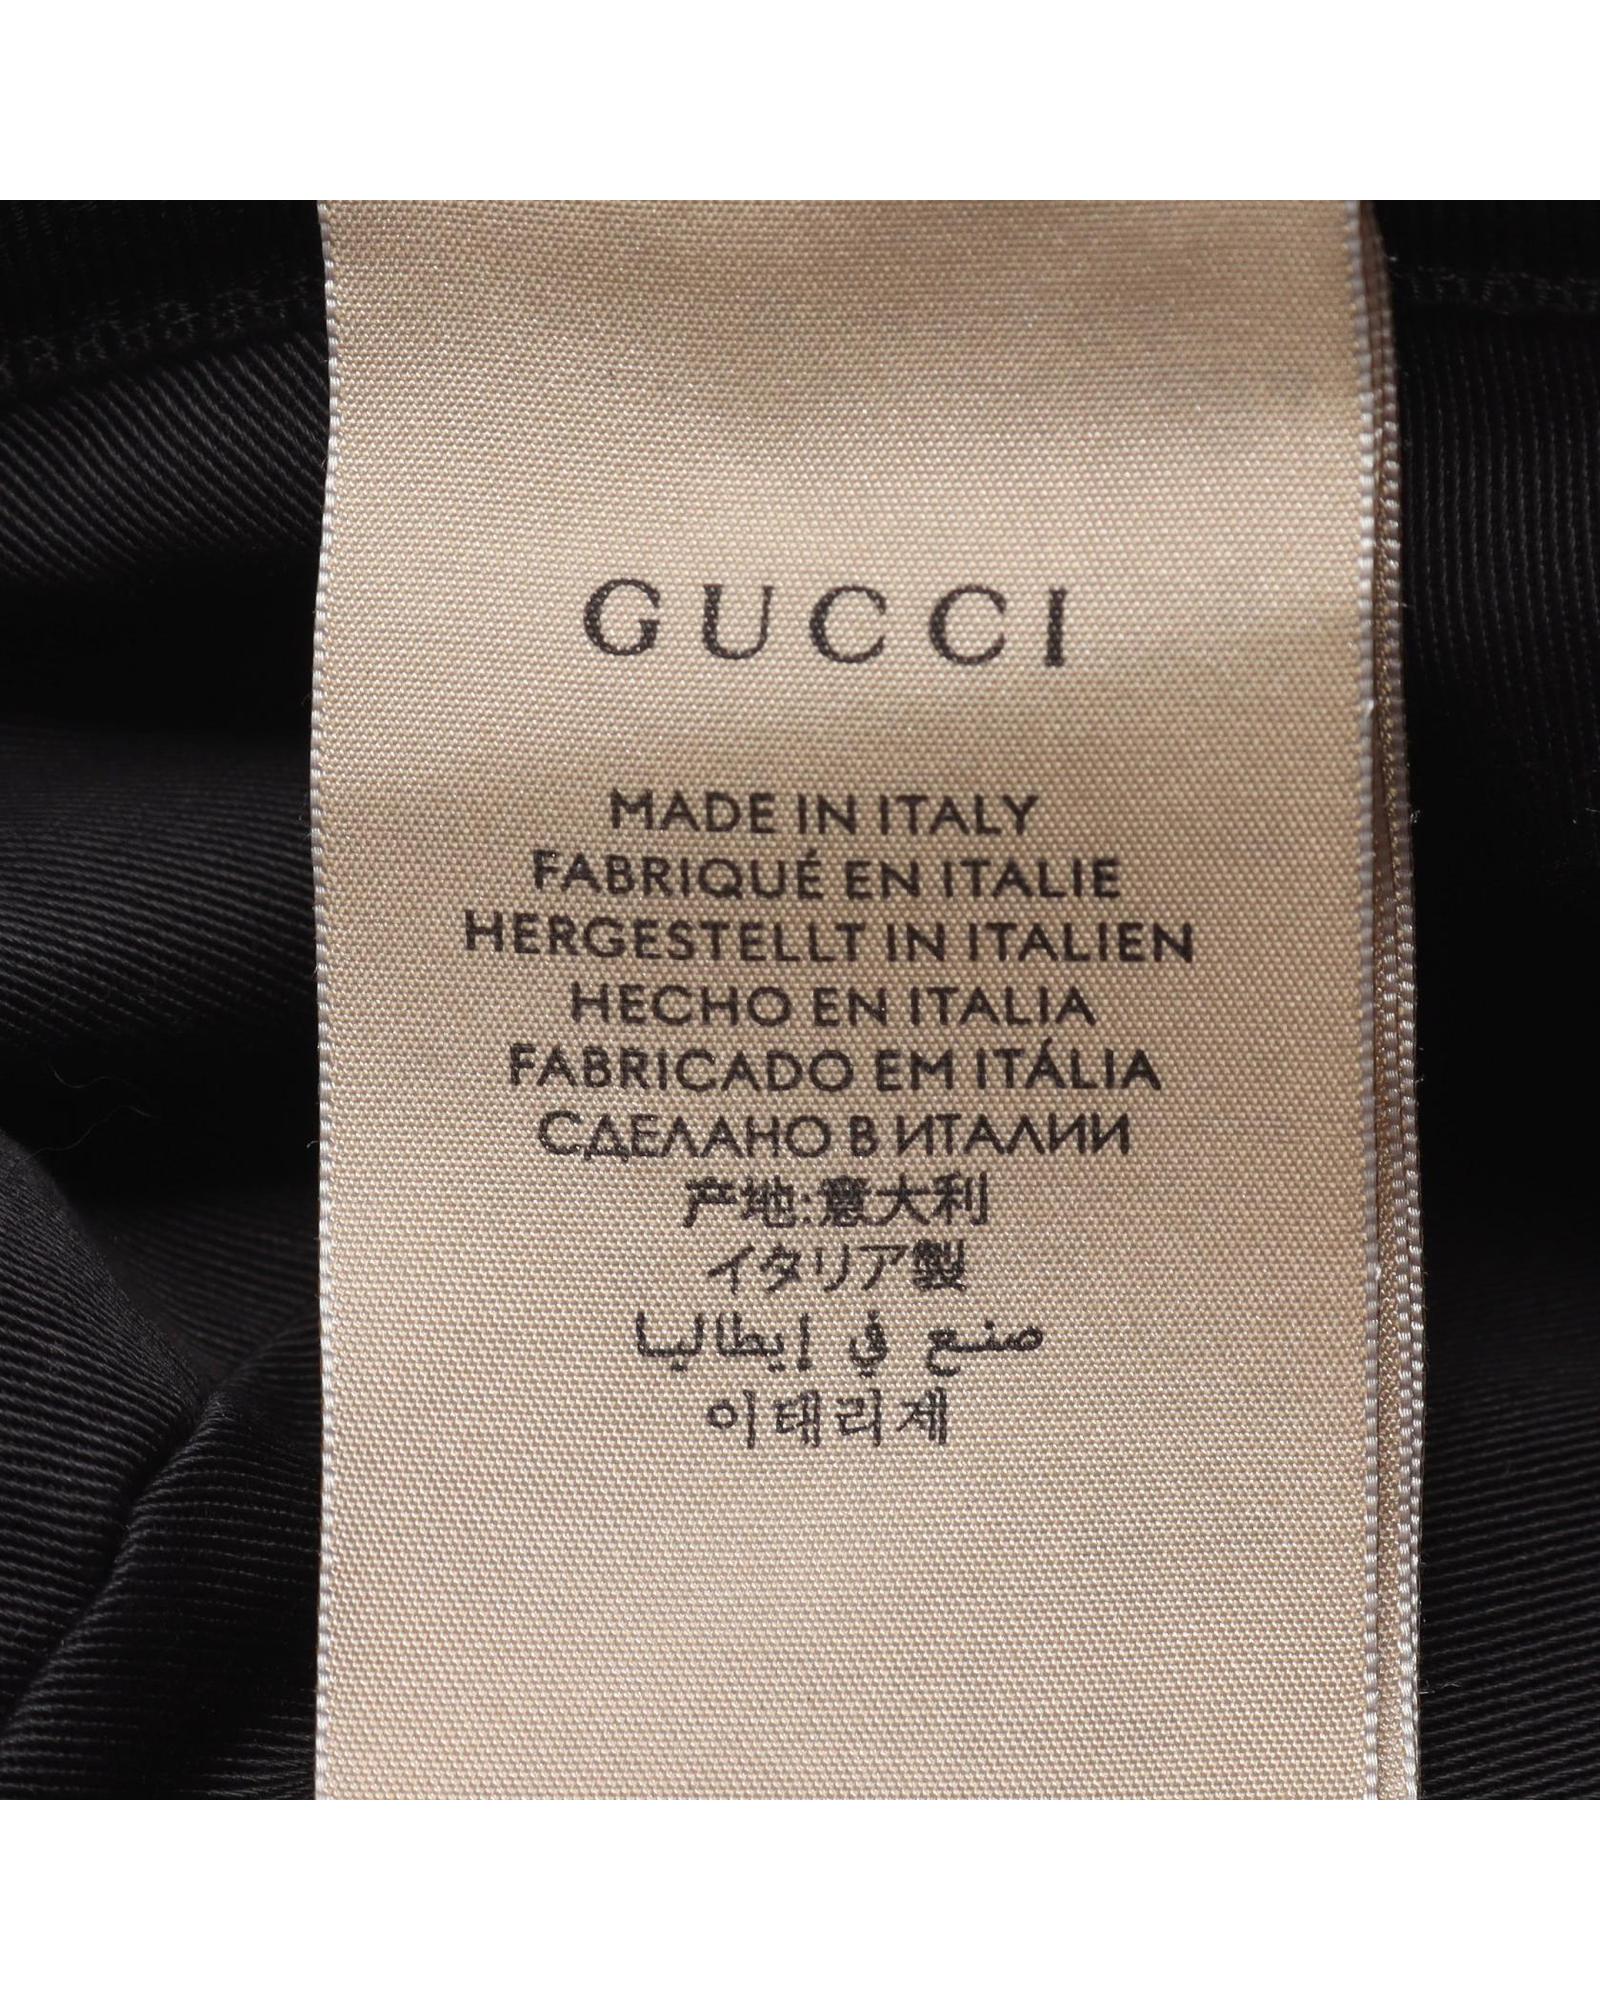 GUCCI
MADE IN ITALY
FABRIQUÉ EN ITALIE
HERGESTELLT IN ITALIEN
HECHO EN ITALIA
FABRICADO EM ITÁLIA
СДЕЛАНО В ИТАЛИИ
产地:意大利
イタリア製
صنع في إيطاليا
이태리제